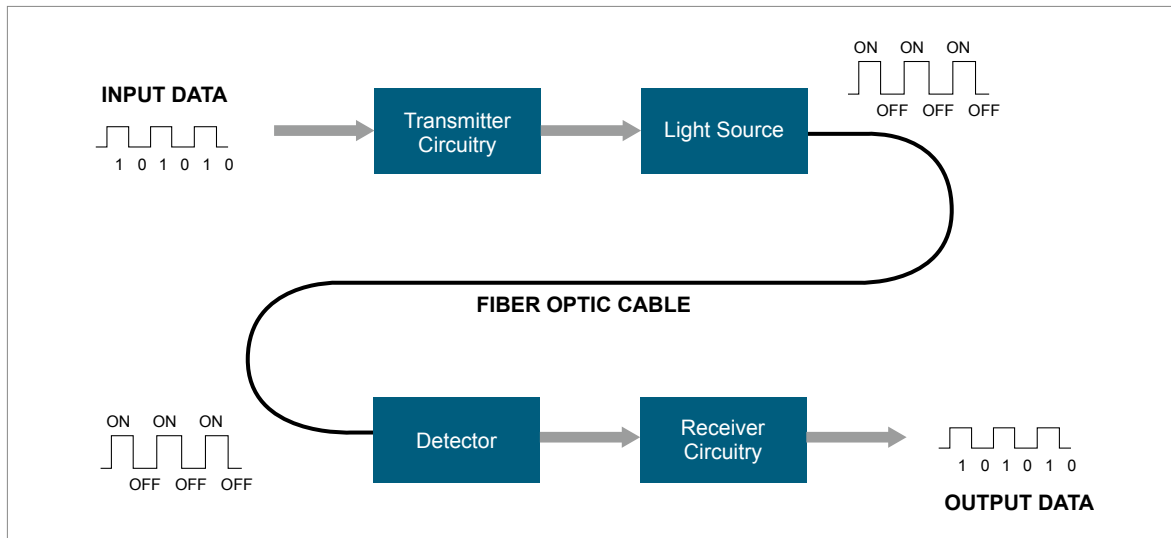 ON ON ON
OFF OFF OFF
INPUT DATA
1 0 1 0 1 0
Transmitter
Circuitry
Light Source
FIBER OPTIC CABLE
ON ON ON
OFF OFF OFF
Detector
Receiver
Circuitry
1 0 1 0 1 0
OUTPUT DATA